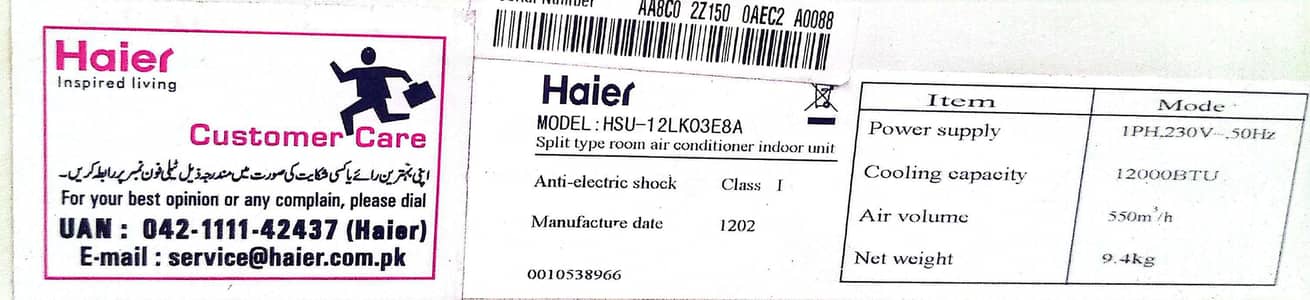 Haier
Inspired living
Customer Care
اپنی بہترین رائے یا کسی شکایت کی صورت میں مندرجہ ذیل ٹیلی فون نمبر پر رابطہ کریں۔
For your best opinion or any complain, please dial
UAN : 042-1111-42437 (Haier)
E-mail : service@haier.com.pk
Number AA8C0 2Z150 0AEC2 A0088
Haier
MODEL:HSU-12LK03E8A
Split type room air conditioner indoor unit
Anti-electric shock Class I
Manufacture date 1202
0010538966
Item Mode
Power supply 1PH.230V~.50Hz
Cooling capacity 12000BTU
Air volume 550m³/h
Net weight 9.4kg